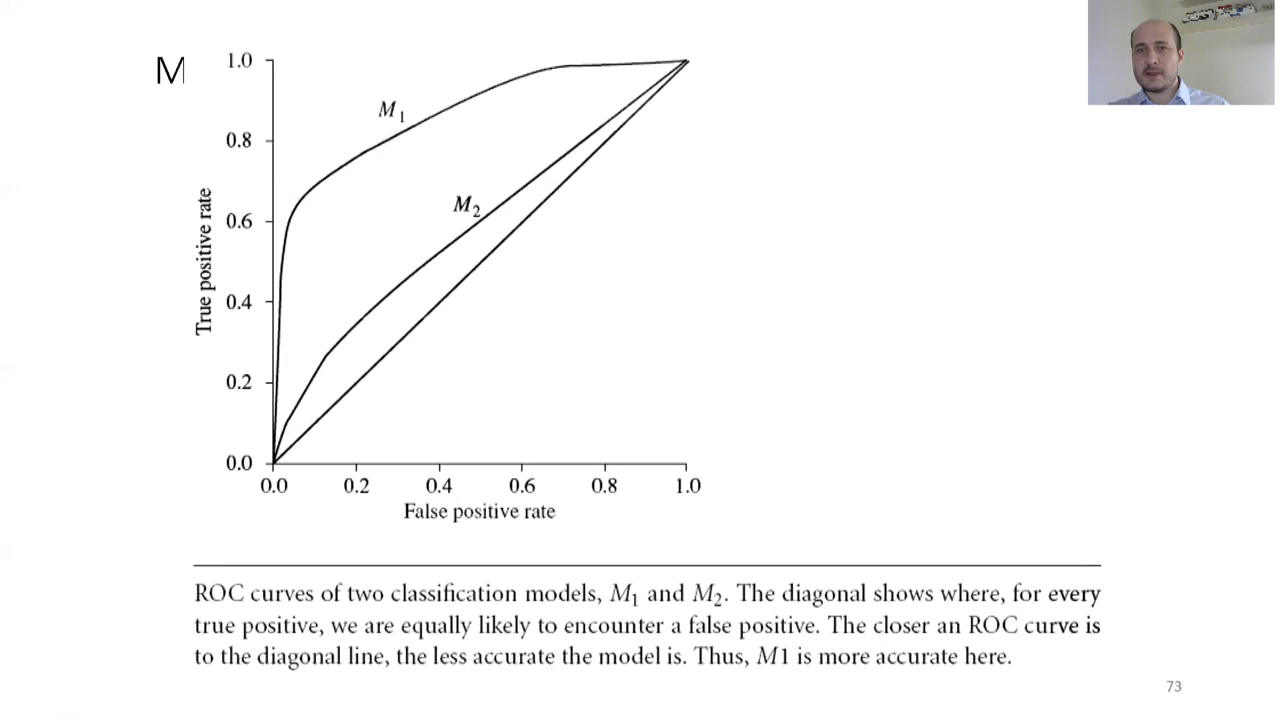 M
1.0
M1
0.8
M2
0.6
True positive rate
0.4
0.2
0.0
0.0 0.2 0.4 0.6 0.8 1.0
False positive rate
ROC curves of two classification models, M1 and M2. The diagonal shows where, for every
true positive, we are equally likely to encounter a false positive. The closer an ROC curve is
to the diagonal line, the less accurate the model is. Thus, M1 is more accurate here.
73